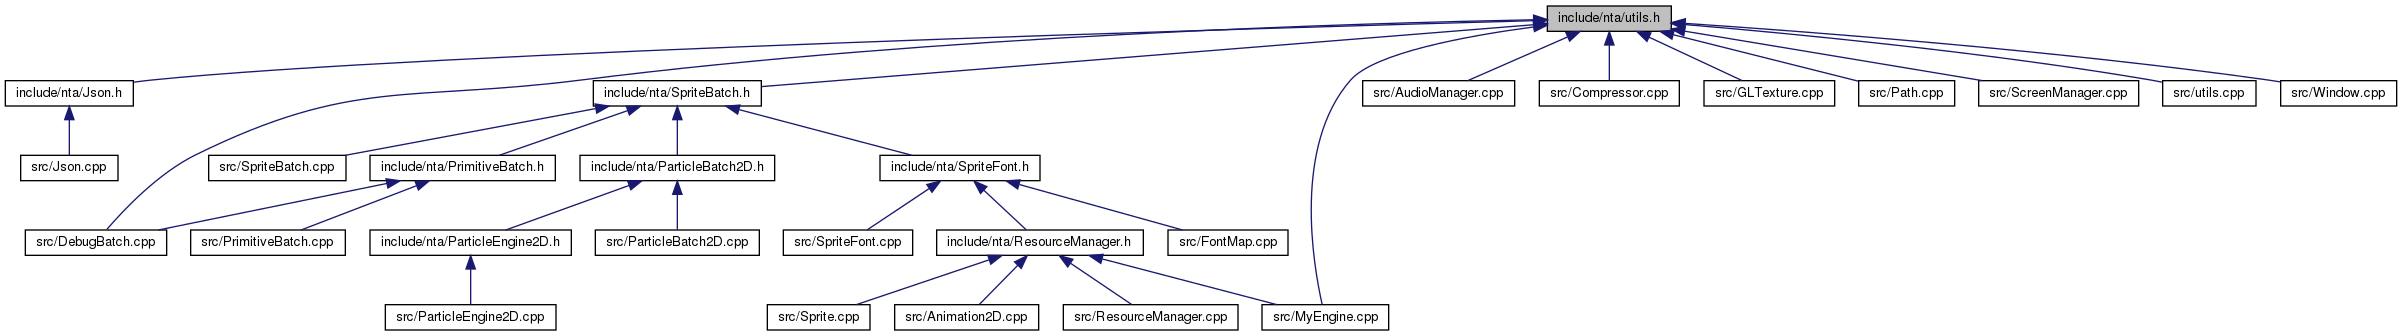 include/nta/utils.h
include/nta/Json.h
include/nta/SpriteBatch.h
src/AudioManager.cpp
src/Compressor.cpp
src/GLTexture.cpp
src/Path.cpp
src/ScreenManager.cpp
src/utils.cpp
src/Window.cpp
src/Json.cpp
src/SpriteBatch.cpp
include/nta/PrimitiveBatch.h
include/nta/ParticleBatch2D.h
include/nta/SpriteFont.h
src/DebugBatch.cpp
src/PrimitiveBatch.cpp
include/nta/ParticleEngine2D.h
src/ParticleBatch2D.cpp
src/SpriteFont.cpp
include/nta/ResourceManager.h
src/FontMap.cpp
src/ParticleEngine2D.cpp
src/Sprite.cpp
src/Animation2D.cpp
src/ResourceManager.cpp
src/MyEngine.cpp